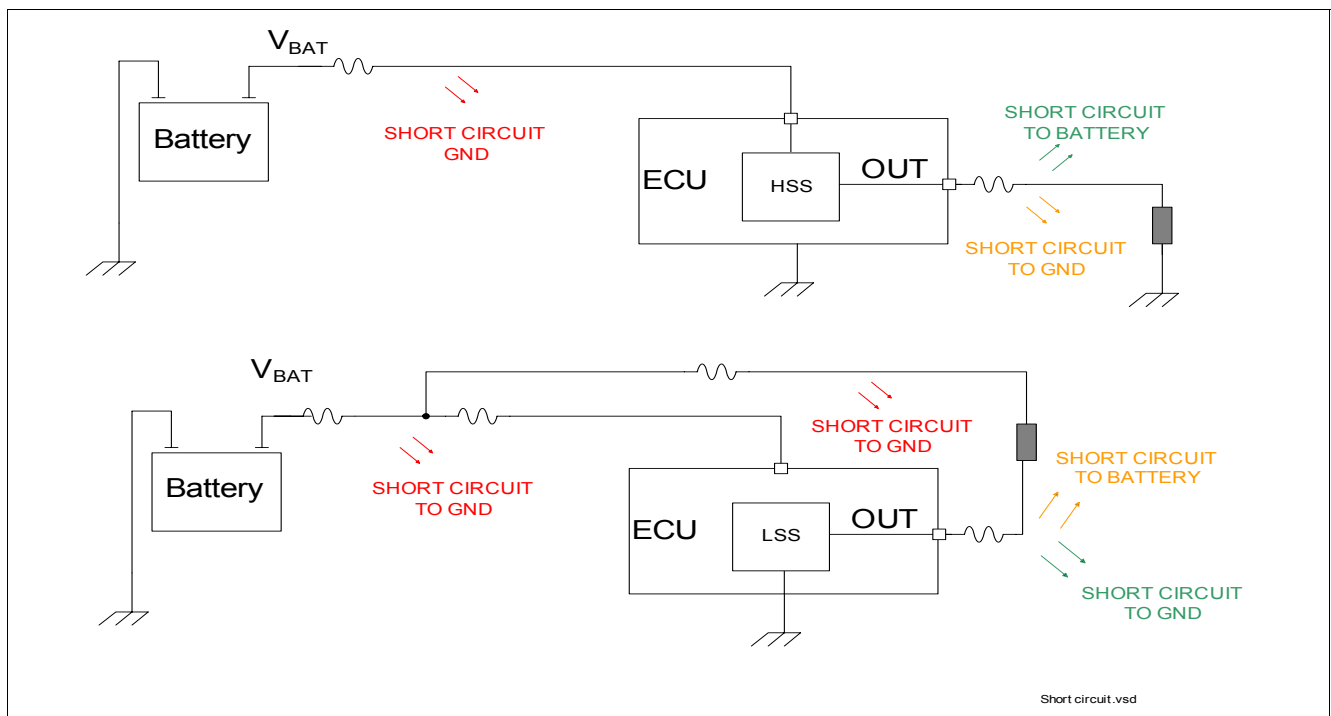 VBAT
Battery
SHORT CIRCUIT
GND
SHORT CIRCUIT
TO BATTERY
ECU
HSS
OUT
SHORT CIRCUIT
TO GND
VBAT
Battery
SHORT CIRCUIT
TO GND
SHORT CIRCUIT
TO GND
SHORT CIRCUIT
TO BATTERY
ECU
LSS
OUT
SHORT CIRCUIT
TO GND
Short circuit.vsd